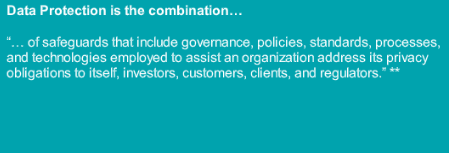 Data Protection is the combination…
“… of safeguards that include governance, policies, standards, processes,
and technologies employed to assist an organization address its privacy
obligations to itself, investors, customers, clients, and regulators.” **